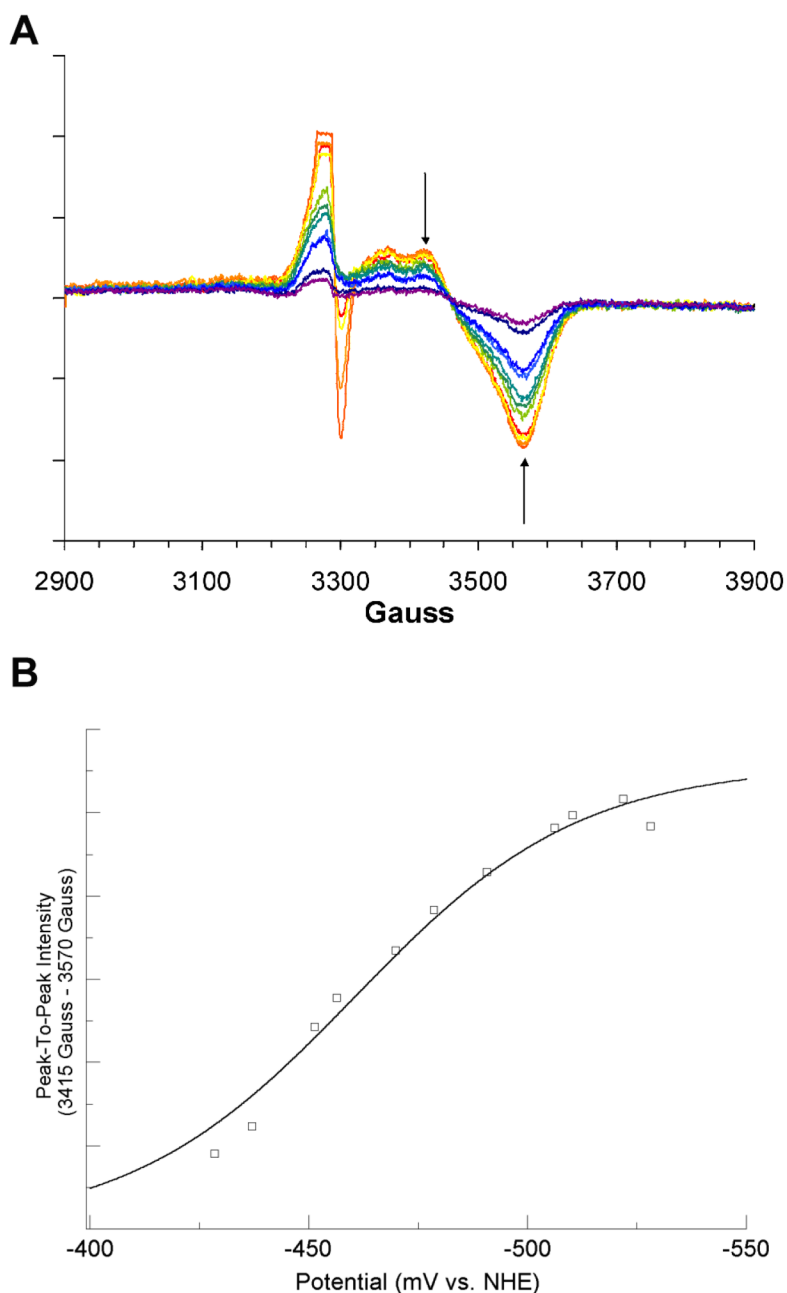 A
2900 3100 3300 3500 3700 3900
Gauss
B
Peak-To-Peak Intensity
(3415 Gauss - 3570 Gauss)
-400 -450 -500 -550
Potential (mV vs. NHE)